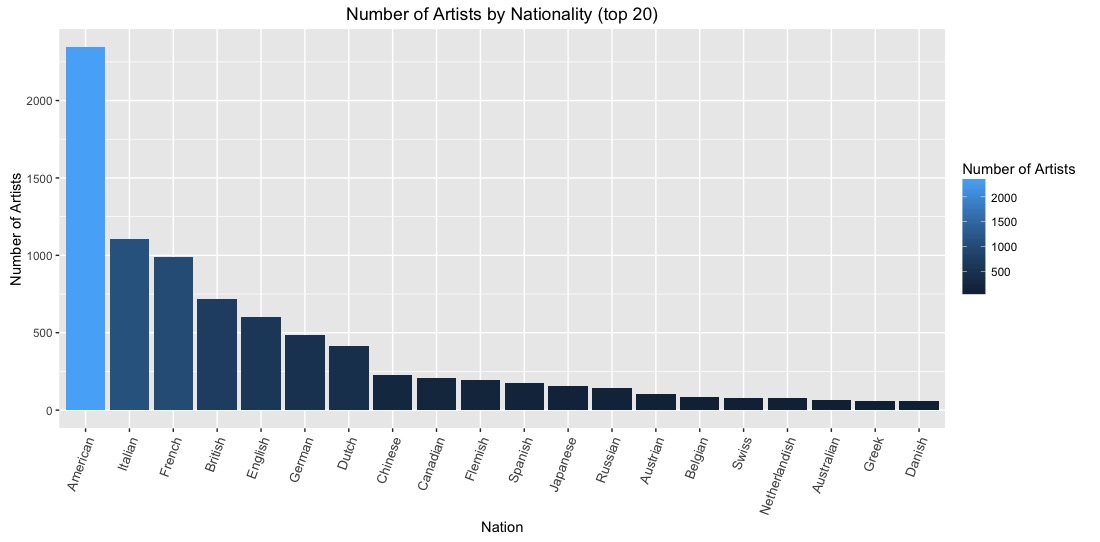 Number of Artists by Nationality (top 20)
Number of Artists
2000
1500
1000
500
0
American
Italian
French
British
English
German
Dutch
Chinese
Canadian
Flemish
Spanish
Japanese
Russian
Austrian
Belgian
Swiss
Netherlandish
Australian
Greek
Danish
Nation
Number of Artists
2000
1500
1000
500